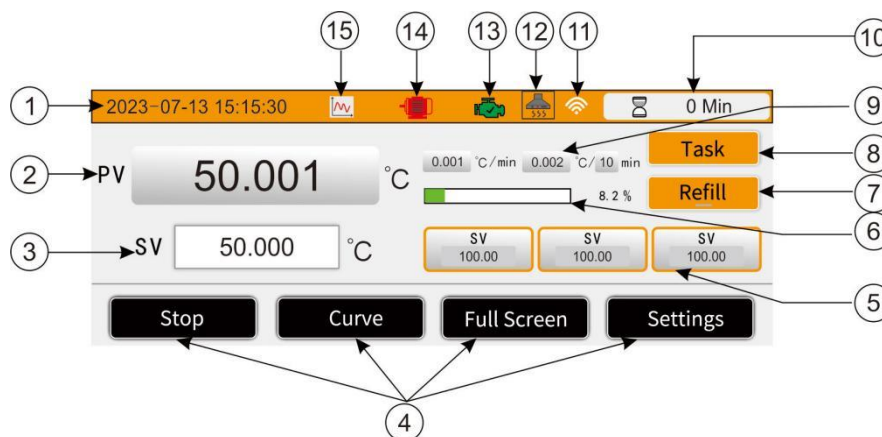 15 14 13 12 11 10
1 2023-07-13 15:15:30 0 Min
9
2 PV 50.001 °C 0.001 °C/min 0.002 °C/ 10 min Task 8
8.2 % Refill 7
6
3 SV 50.000 °C SV 100.00 SV 100.00 SV 100.00
5
Stop Curve Full Screen Settings
4